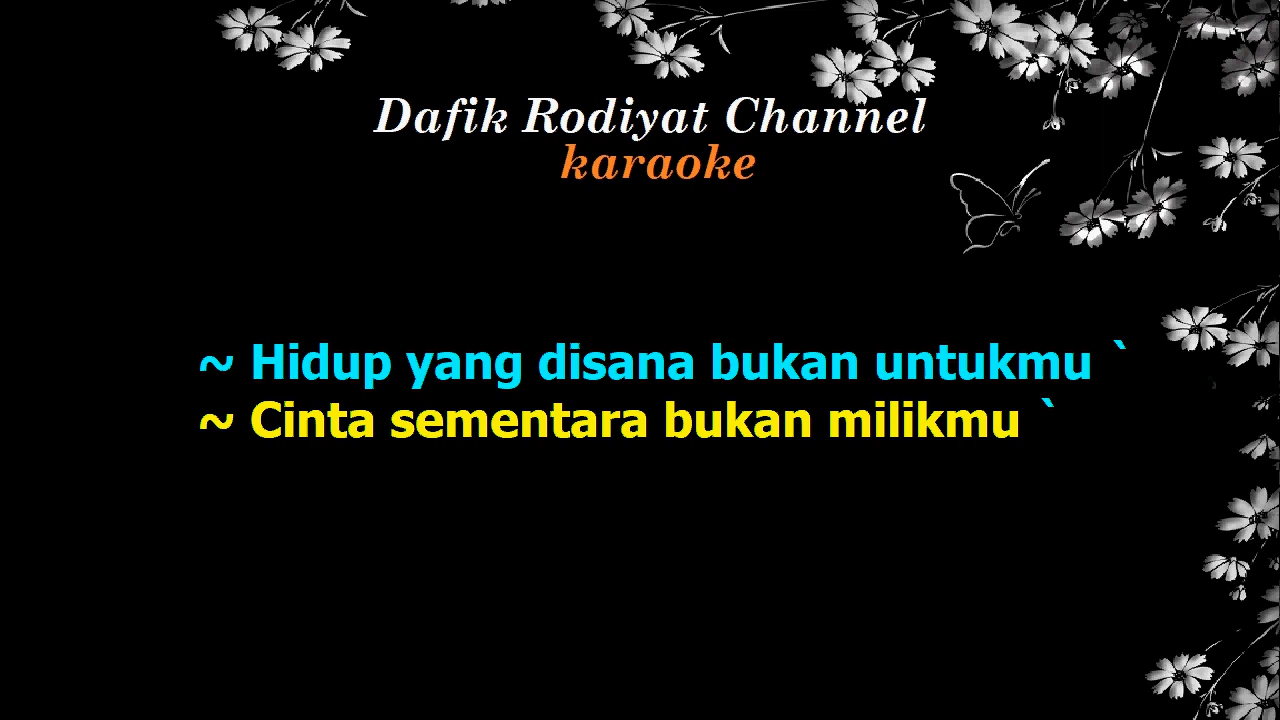 Dafik Rodiyat Channel
karaoke
~ Hidup yang disana bukan untukmu `
~ Cinta sementara bukan milikmu `